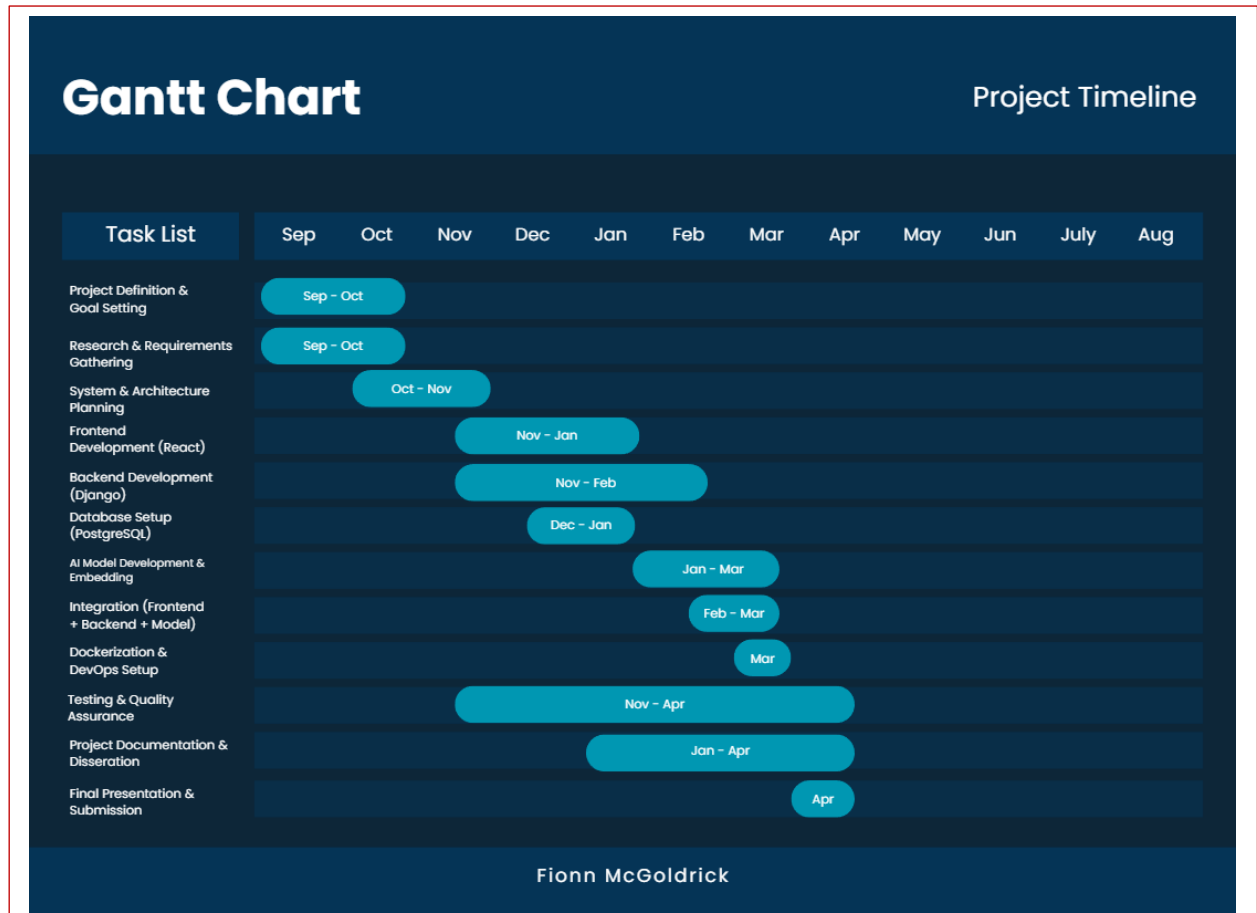 Gantt Chart
Project Timeline
Task List
Sep Oct Nov Dec Jan Feb Mar Apr May Jun July Aug
Project Definition &
Goal Setting
Sep - Oct
Research & Requirements
Gathering
Sep - Oct
System & Architecture
Planning
Oct - Nov
Frontend
Development (React)
Nov - Jan
Backend Development
(Django)
Nov - Feb
Database Setup
(PostgreSQL)
Dec - Jan
AI Model Development &
Embedding
Jan - Mar
Integration (Frontend
+ Backend + Model)
Feb - Mar
Dockerization &
DevOps Setup
Mar
Testing & Quality
Assurance
Nov - Apr
Project Documentation &
Disseration
Jan - Apr
Final Presentation &
Submission
Apr
Fionn McGoldrick